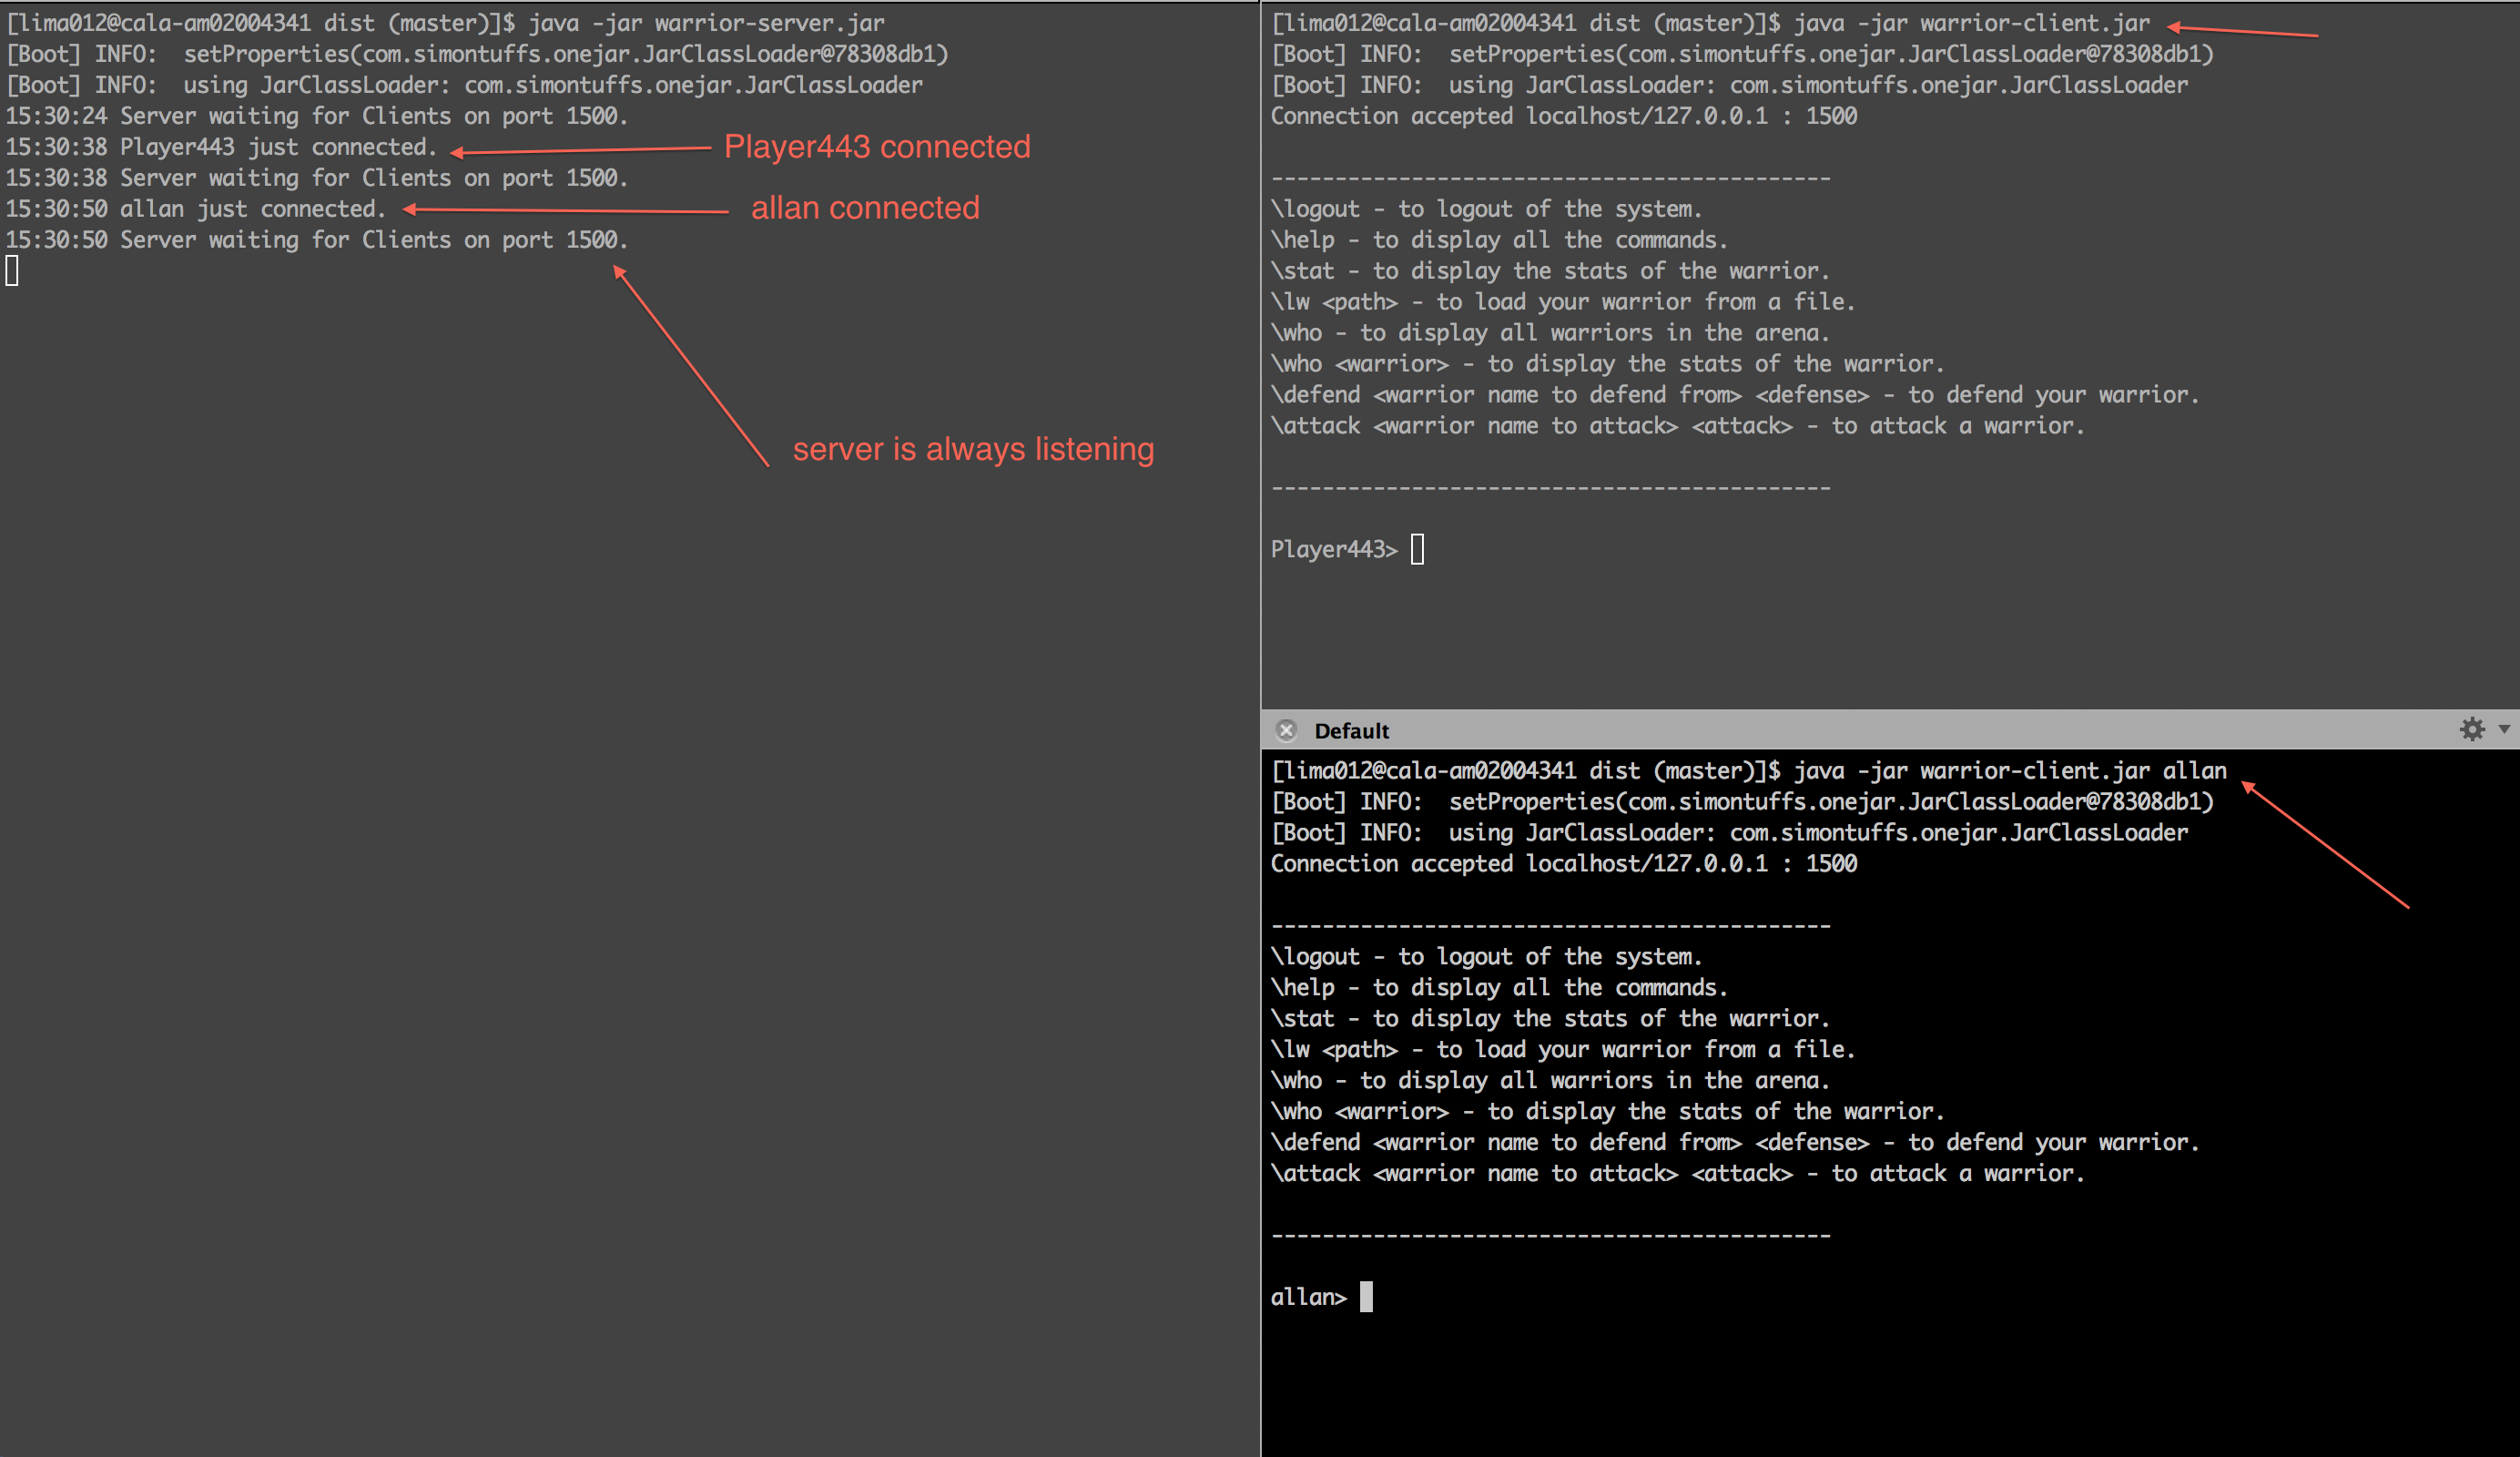 [lima012@cala-am02004341 dist (master)]$ java -jar warrior-server.jar
[Boot] INFO:  setProperties(com.simontuffs.onejar.JarClassLoader@78308db1)
[Boot] INFO:  using JarClassLoader: com.simontuffs.onejar.JarClassLoader
15:30:24 Server waiting for Clients on port 1500.
15:30:38 Player443 just connected.
Player443 connected
15:30:38 Server waiting for Clients on port 1500.
15:30:50 allan just connected.
allan connected
15:30:50 Server waiting for Clients on port 1500.
server is always listening
[lima012@cala-am02004341 dist (master)]$ java -jar warrior-client.jar
[Boot] INFO:  setProperties(com.simontuffs.onejar.JarClassLoader@78308db1)
[Boot] INFO:  using JarClassLoader: com.simontuffs.onejar.JarClassLoader
Connection accepted localhost/127.0.0.1 : 1500
--------------------------------------------
\logout - to logout of the system.
\help - to display all the commands.
\stat - to display the stats of the warrior.
\lw <path> - to load your warrior from a file.
\who - to display all warriors in the arena.
\who <warrior> - to display the stats of the warrior.
\defend <warrior name to defend from> <defense> - to defend your warrior.
\attack <warrior name to attack> <attack> - to attack a warrior.
--------------------------------------------
Player443>
Default
[lima012@cala-am02004341 dist (master)]$ java -jar warrior-client.jar allan
[Boot] INFO:  setProperties(com.simontuffs.onejar.JarClassLoader@78308db1)
[Boot] INFO:  using JarClassLoader: com.simontuffs.onejar.JarClassLoader
Connection accepted localhost/127.0.0.1 : 1500
--------------------------------------------
\logout - to logout of the system.
\help - to display all the commands.
\stat - to display the stats of the warrior.
\lw <path> - to load your warrior from a file.
\who - to display all warriors in the arena.
\who <warrior> - to display the stats of the warrior.
\defend <warrior name to defend from> <defense> - to defend your warrior.
\attack <warrior name to attack> <attack> - to attack a warrior.
--------------------------------------------
allan>